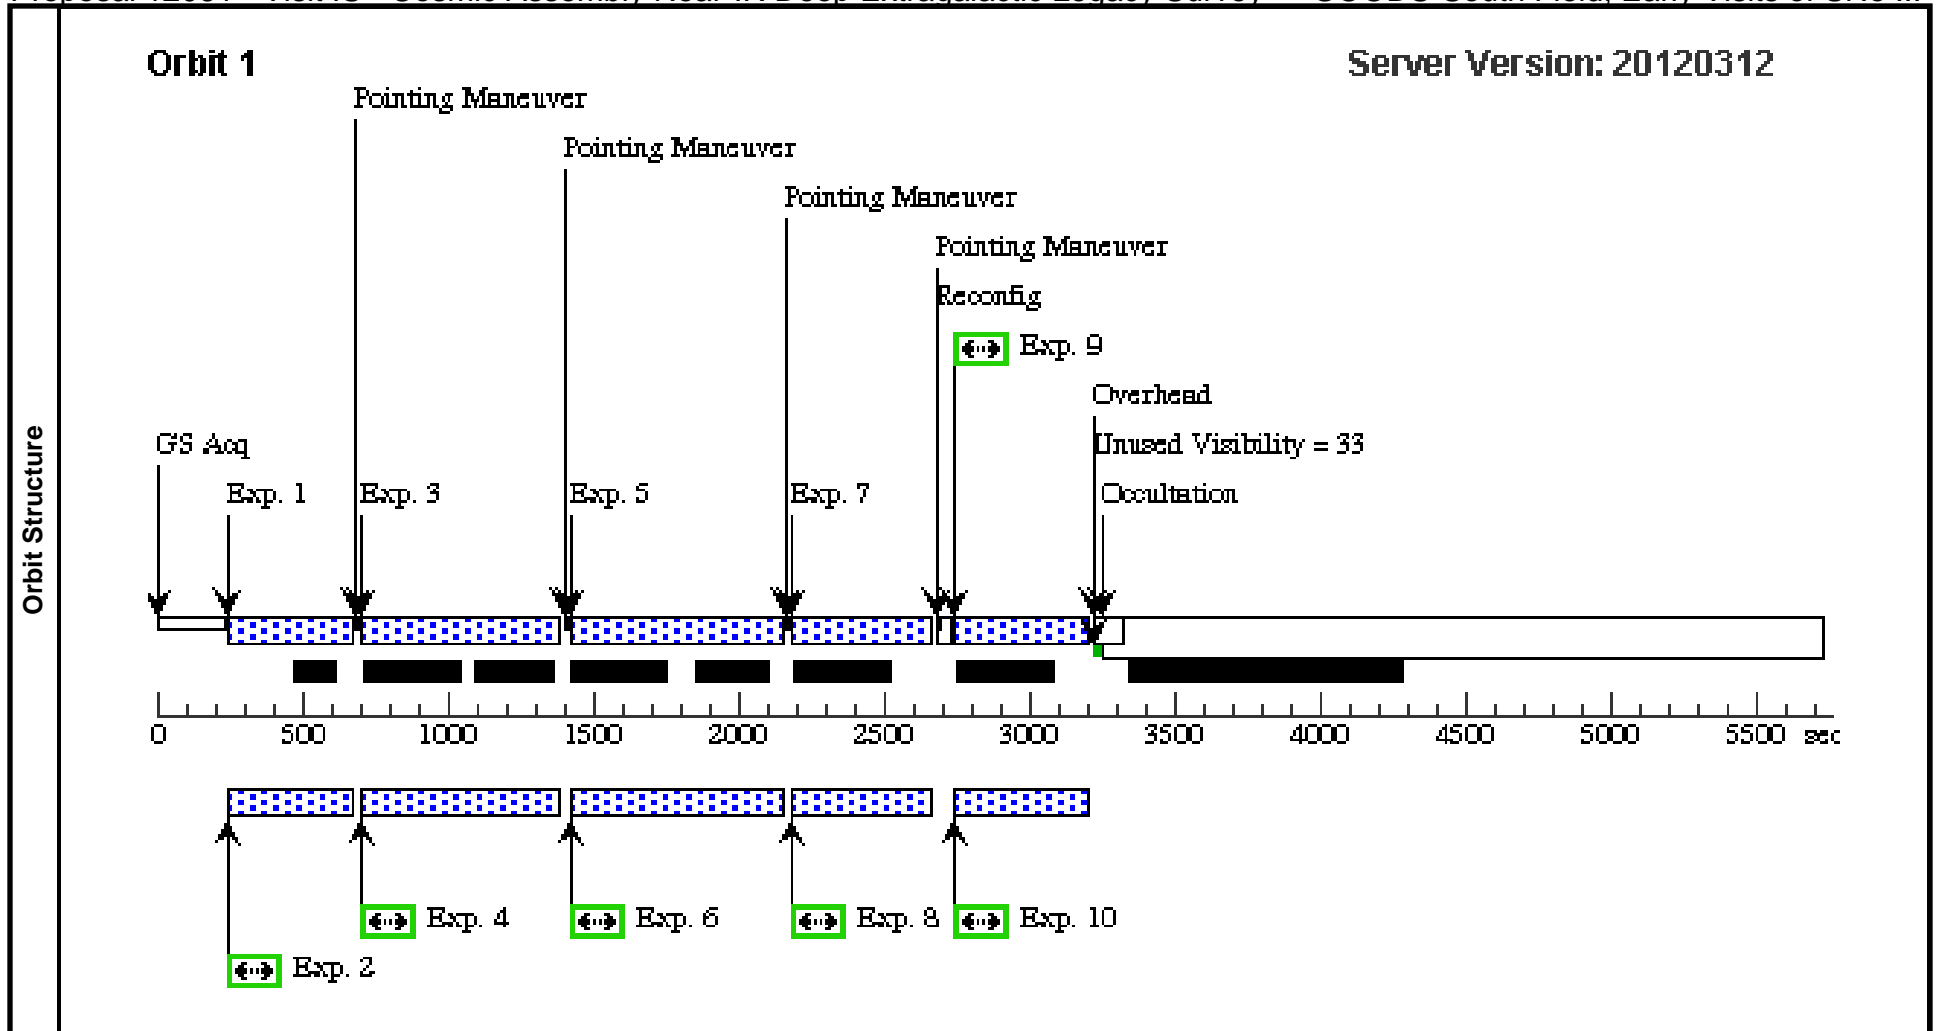 Orbit 1
Server Version: 20120312
Pointing Maneuver
Pointing Maneuver
Pointing Maneuver
Pointing Maneuver
Reconfig
Exp. 9
Overhead
GS Acq
Unused Visibility = 33
Exp. 1
Exp. 3
Exp. 5
Exp. 7
Occultation
Orbit Structure
0 500 1000 1500 2000 2500 3000 3500 4000 4500 5000 5500 sec
Exp. 4
Exp. 6
Exp. 8
Exp. 10
Exp. 2